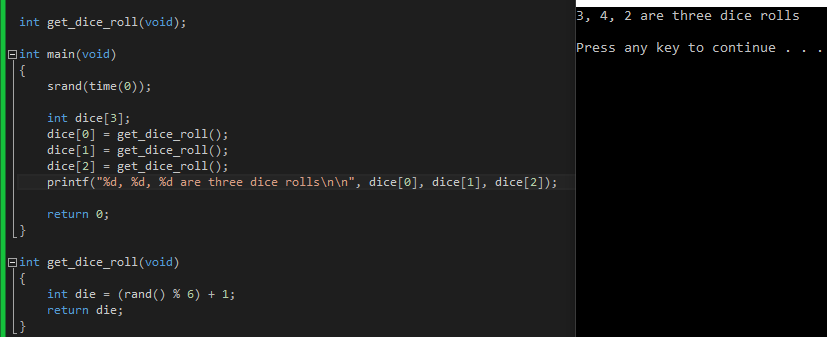 int get_dice_roll(void);
int main(void)
{
srand(time(0));
int dice[3];
dice[0] = get_dice_roll();
dice[1] = get_dice_roll();
dice[2] = get_dice_roll();
printf("%d, %d, %d are three dice rolls\n\n", dice[0], dice[1], dice[2]);
return 0;
}
int get_dice_roll(void)
{
int die = (rand() % 6) + 1;
return die;
}
3, 4, 2 are three dice rolls
Press any key to continue . . .